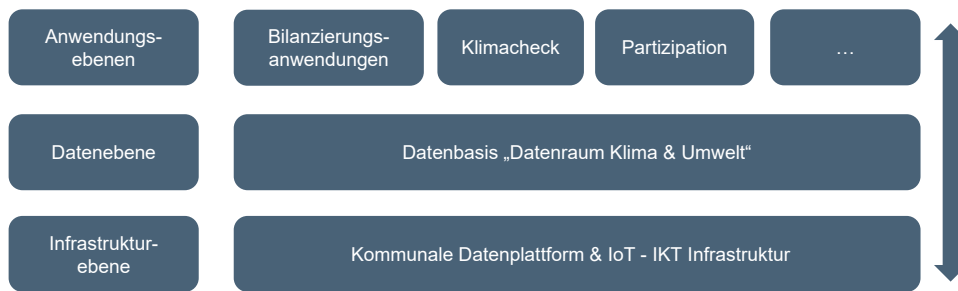 Anwendungs-
ebenen
Bilanzierungs-
anwendungen
Klimacheck
Partizipation
…
Datenebene
Datenbasis „Datenraum Klima & Umwelt“
Infrastruktur-
ebene
Kommunale Datenplattform & IoT - IKT Infrastruktur